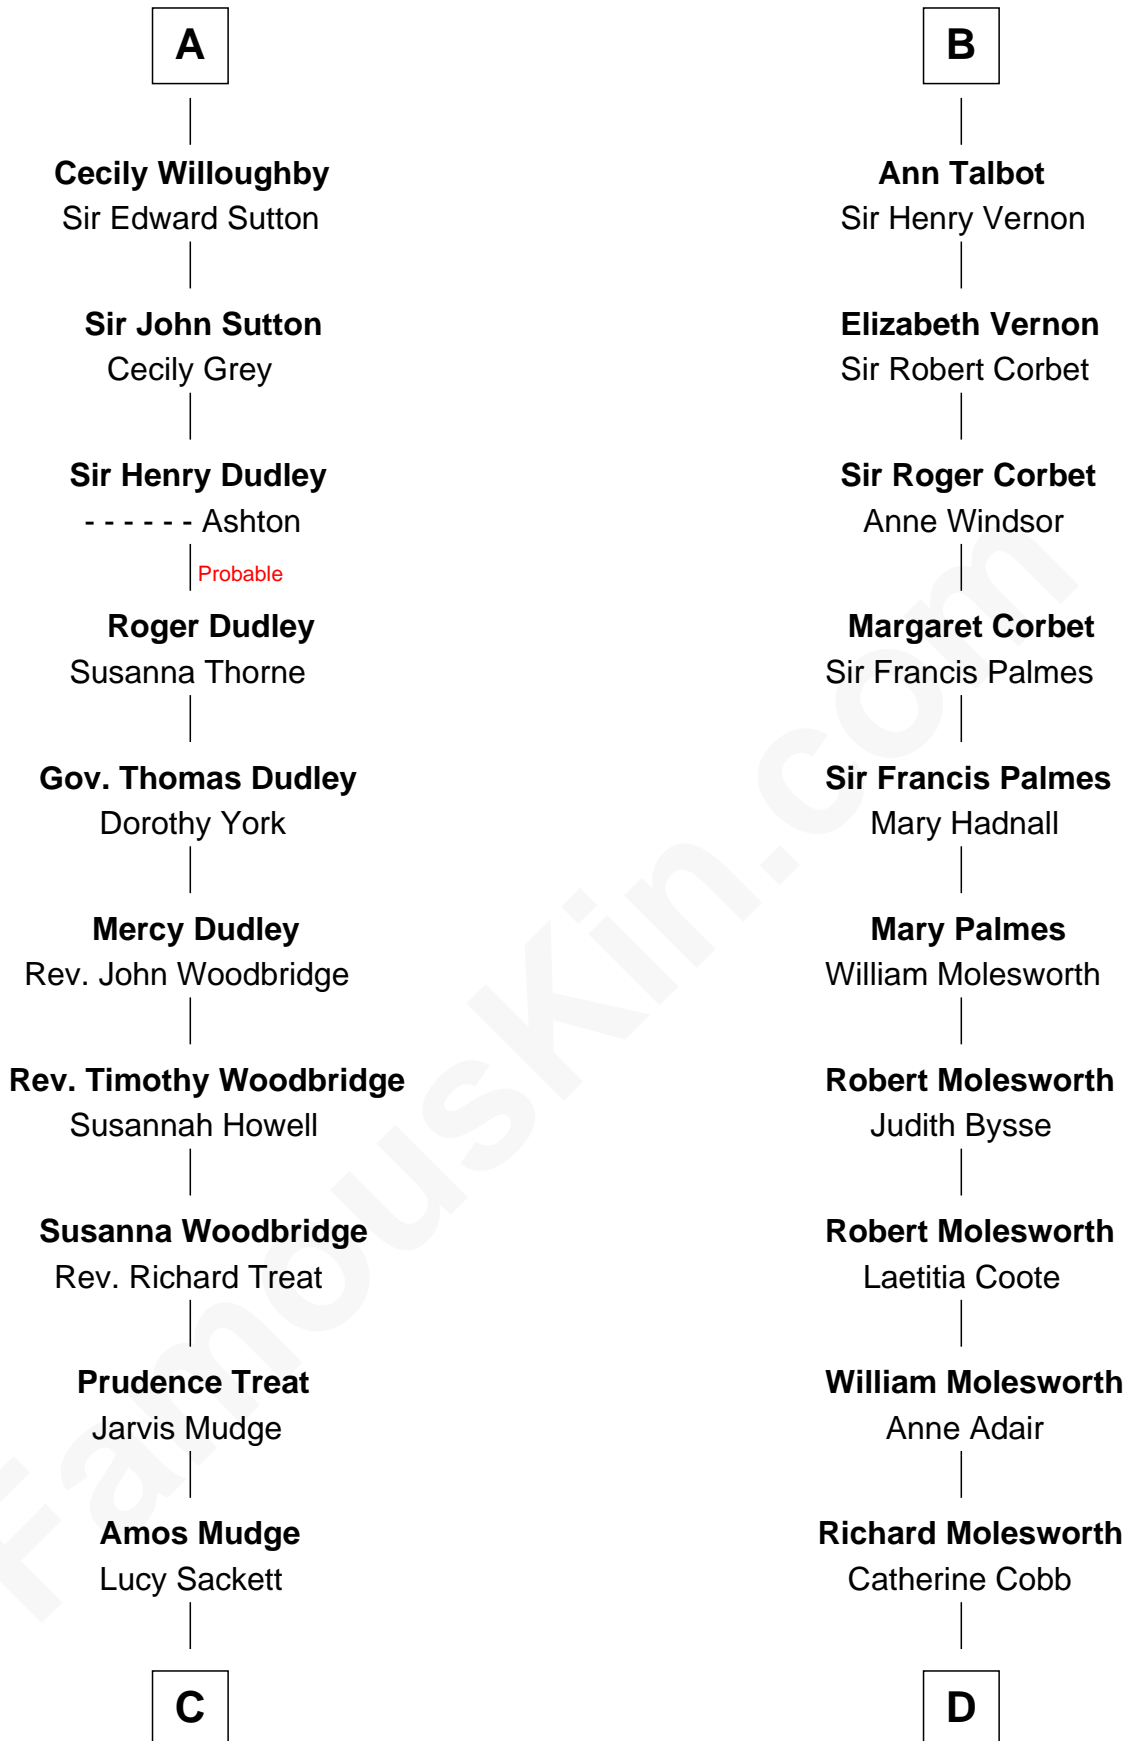 A
Cecily Willoughby
Sir Edward Sutton
Sir John Sutton
Cecily Grey
Sir Henry Dudley
- - - - - - Ashton
Probable
Roger Dudley
Susanna Thorne
Gov. Thomas Dudley
Dorothy York
Mercy Dudley
Rev. John Woodbridge
Rev. Timothy Woodbridge
Susannah Howell
Susanna Woodbridge
Rev. Richard Treat
Prudence Treat
Jarvis Mudge
Amos Mudge
Lucy Sackett
C
B
Ann Talbot
Sir Henry Vernon
Elizabeth Vernon
Sir Robert Corbet
Sir Roger Corbet
Anne Windsor
Margaret Corbet
Sir Francis Palmes
Sir Francis Palmes
Mary Hadnall
Mary Palmes
William Molesworth
Robert Molesworth
Judith Bysse
Robert Molesworth
Laetitia Coote
William Molesworth
Anne Adair
Richard Molesworth
Catherine Cobb
D
FamousKin.com